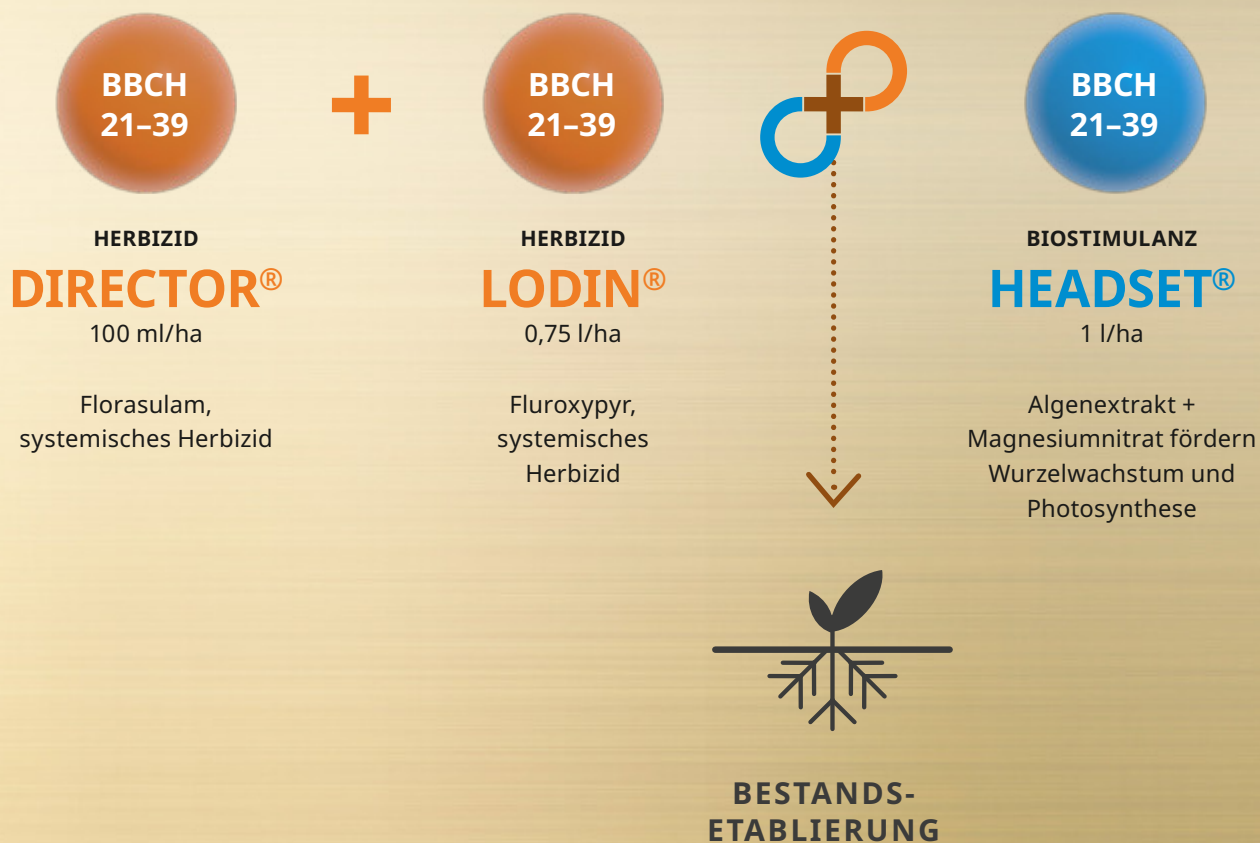 BBCH
21–39
HERBIZID
DIRECTOR®
100 ml/ha
Florasulam,
systemisches Herbizid
BBCH
21–39
HERBIZID
LODIN®
0,75 l/ha
Fluroxypyr,
systemisches
Herbizid
BBCH
21–39
BIOSTIMULANZ
HEADSET®
1 l/ha
Algenextrakt +
Magnesiumnitrat fördern
Wurzelwachstum und
Photosynthese
BESTANDS-
ETABLIERUNG